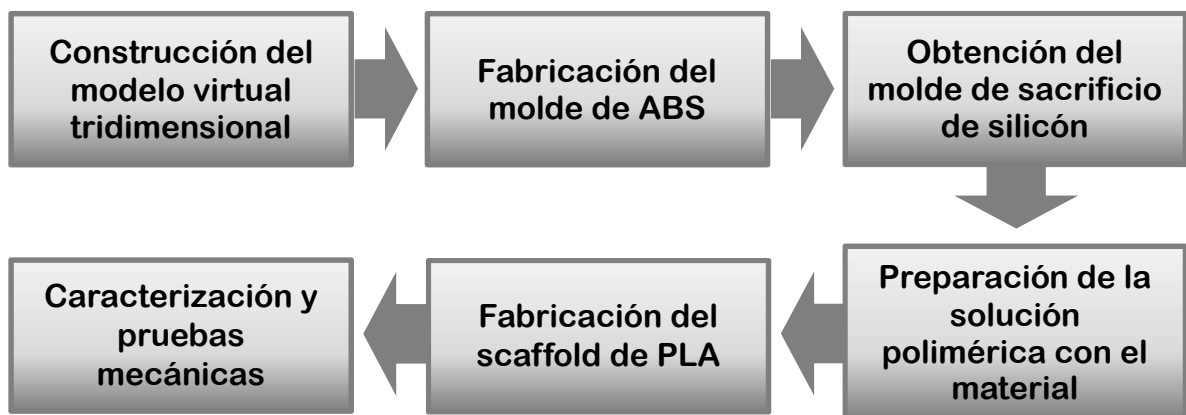 Construcción del
modelo virtual
tridimensional
Fabricación del
molde de ABS
Obtención del
molde de sacrificio
de silicón
Preparación de la
solución
polimérica con el
material
Fabricación del
scaffold de PLA
Caracterización y
pruebas
mecánicas